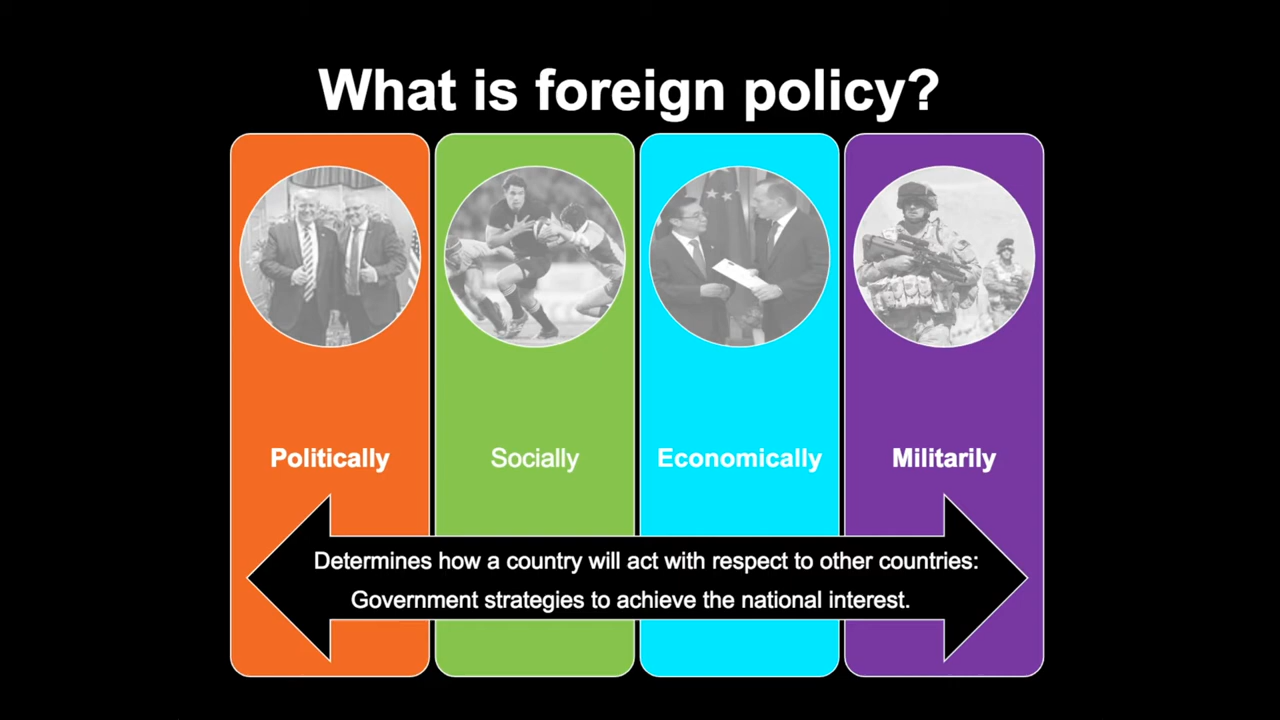 What is foreign policy?
Politically
Socially
Economically
Militarily
Determines how a country will act with respect to other countries:
Government strategies to achieve the national interest.